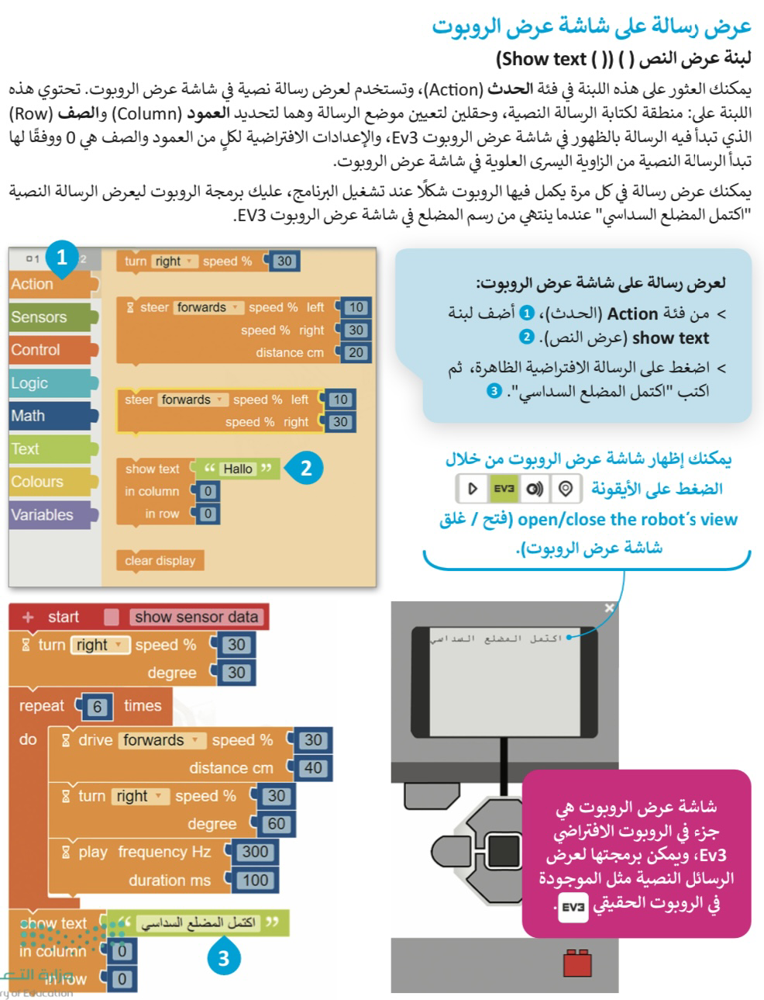 عرض رسالة على شاشة عرض الروبوت
لبنة عرض النص ( ) (Show text ( ))
يمكنك العثور على هذه اللبنة في فئة الحدث (Action)، وتستخدم لعرض رسالة نصية في شاشة عرض الروبوت. تحتوي هذه
اللبنة على: منطقة لكتابة الرسالة النصية، وحقلين لتعيين موضع الرسالة وهما لتحديد العمود (Column) والصف (Row)
الذي تبدأ فيه الرسالة بالظهور في شاشة عرض الروبوت Ev3، والإعدادات الافتراضية لكلٍ من العمود والصف هي 0 ووفقًا لها
تبدأ الرسالة النصية من الزاوية اليسرى العلوية في شاشة عرض الروبوت.
يمكنك عرض رسالة في كل مرة يكمل فيها الروبوت شكلًا عند تشغيل البرنامج، عليك برمجة الروبوت ليعرض الرسالة النصية
"اكتمل المضلع السداسي" عندما ينتهي من رسم المضلع في شاشة عرض الروبوت EV3.
لعرض رسالة على شاشة عرض الروبوت:
> من فئة Action (الحدث)، 1 أضف لبنة
show text (عرض النص). 2
> اضغط على الرسالة الافتراضية الظاهرة، ثم
اكتب "اكتمل المضلع السداسي". 3
يمكنك إظهار شاشة عرض الروبوت من خلال
الضغط على الأيقونة EV3
open/close the robot's view (فتح / غلق
شاشة عرض الروبوت).
1 1 2
Action
Sensors
Control
Logic
Math
Text
Colours
Variables
turn right speed % 30
steer forwards speed % left 10
speed % right 30
distance cm 20
steer forwards speed % left 10
speed % right 30
show text “ Hallo ” 2
in column 0
in row 0
clear display
+ start show sensor data
turn right speed % 30
degree 30
repeat 6 times
do drive forwards speed % 30
distance cm 40
turn right speed % 30
degree 60
play frequency Hz 300
duration ms 100
show text “ اكتمل المضلع السداسي ”
in column 0 3
in row 0
×
اكتمل المضلع السداسي
شاشة عرض الروبوت هي
جزء في الروبوت الافتراضي
Ev3، ويمكن برمجتها لعرض
الرسائل النصية مثل الموجودة
في الروبوت الحقيقي EV3.